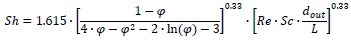 Sh = 1.615 · [ (1 − φ) / (4 · φ − φ² − 2 · ln(φ) − 3) ]^0.33 · [ Re · Sc · d_out / L ]^0.33